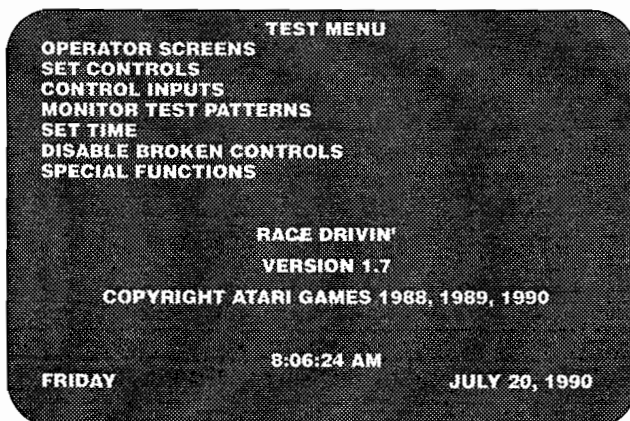 TEST MENU
OPERATOR SCREENS
SET CONTROLS
CONTROL INPUTS
MONITOR TEST PATTERNS
SET TIME
DISABLE BROKEN CONTROLS
SPECIAL FUNCTIONS
RACE DRIVIN'
VERSION 1.7
COPYRIGHT ATARI GAMES 1988, 1989, 1990
8:06:24 AM
FRIDAY JULY 20, 1990